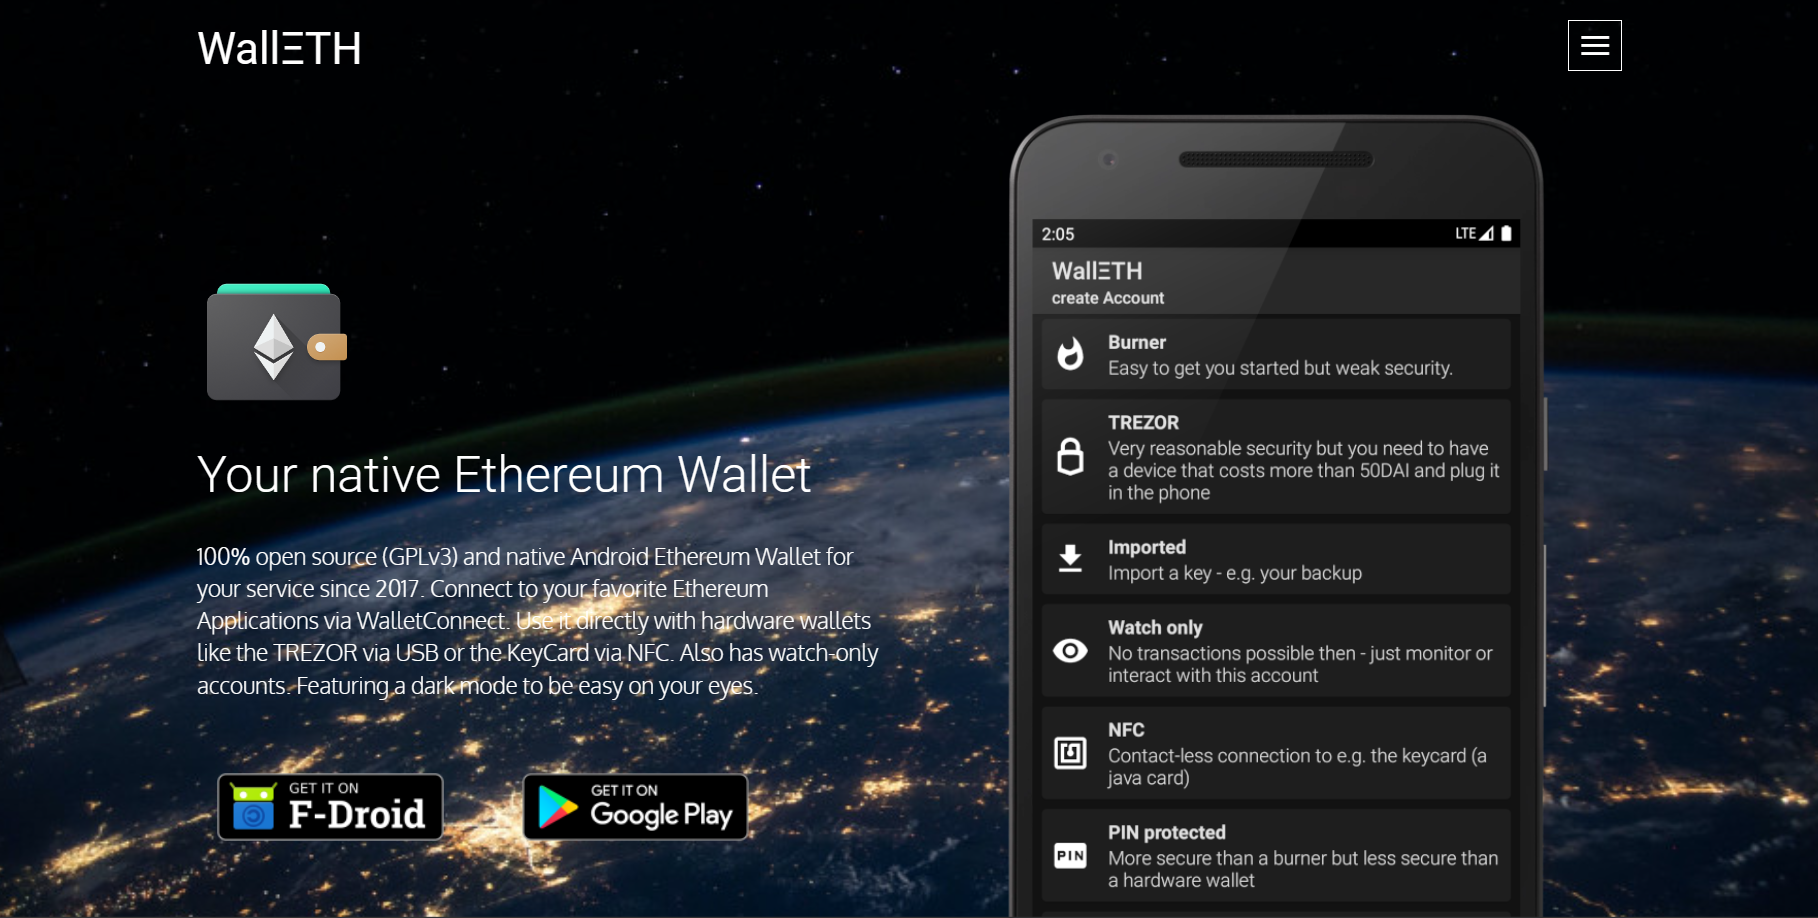 WallΞTH
Your native Ethereum Wallet
100% open source (GPLv3) and native Android Ethereum Wallet for
your service since 2017. Connect to your favorite Ethereum
Applications via WalletConnect. Use it directly with hardware wallets
like the TREZOR via USB or the KeyCard via NFC. Also has watch-only
accounts. Featuring a dark mode to be easy on your eyes.
GET IT ON
F-Droid
GET IT ON
Google Play
2:05
LTE
WallΞTH
create Account
Burner
Easy to get you started but weak security.
TREZOR
Very reasonable security but you need to have
a device that costs more than 50DAI and plug it
in the phone
Imported
Import a key - e.g. your backup
Watch only
No transactions possible then - just monitor or
interact with this account
NFC
Contact-less connection to e.g. the keycard (a
java card)
PIN
PIN protected
More secure than a burner but less secure than
a hardware wallet